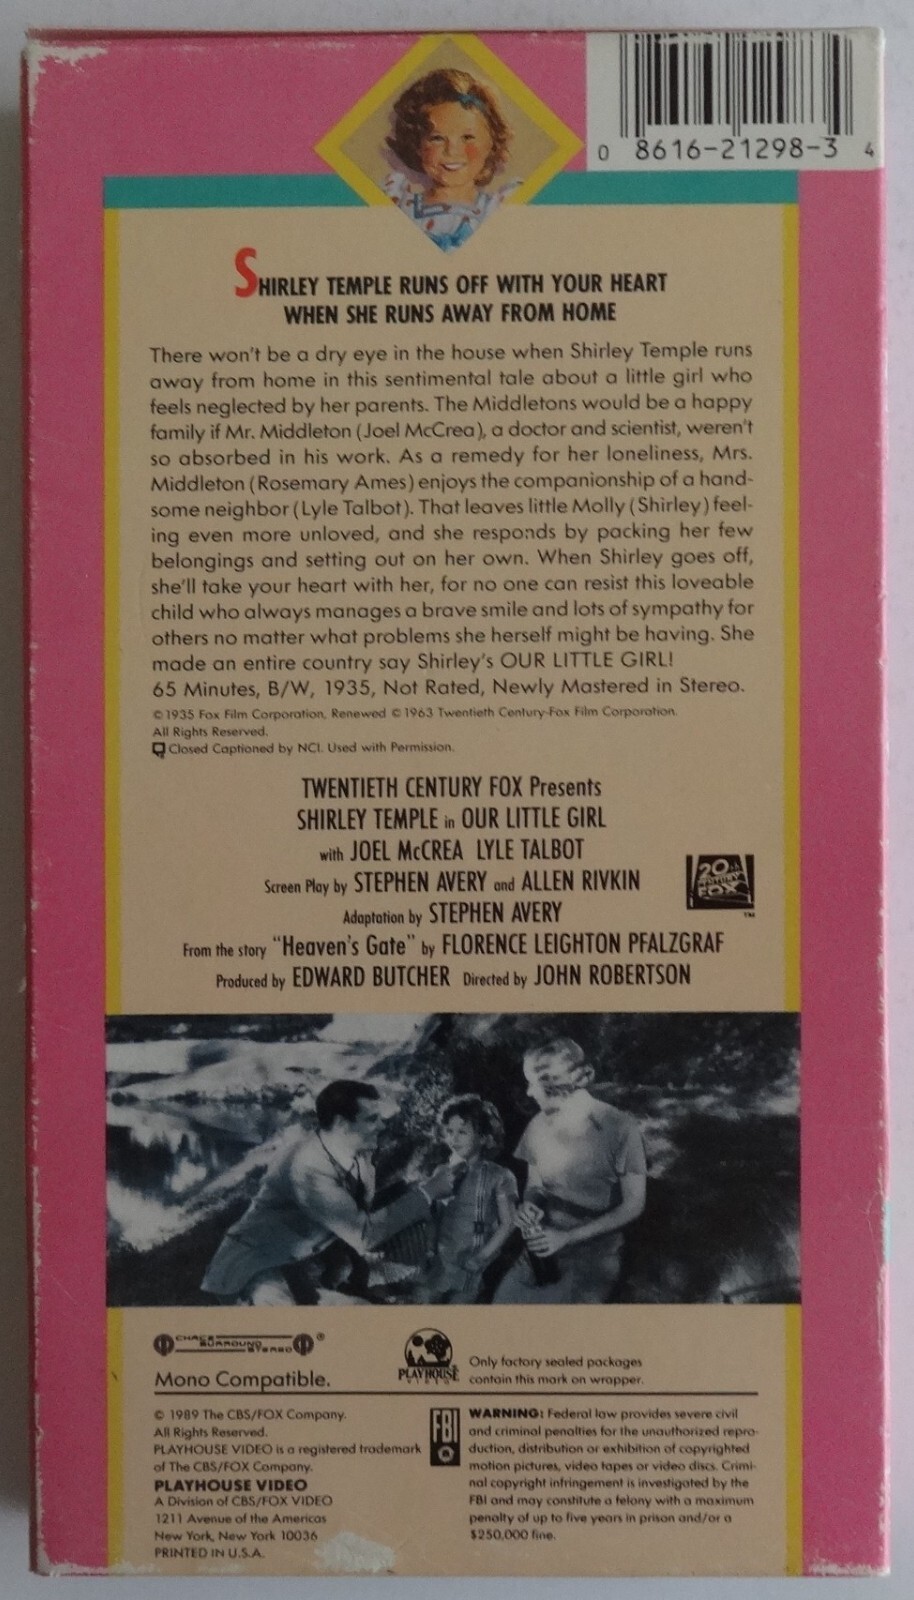 0 8616-21298-3 4
SHIRLEY TEMPLE RUNS OFF WITH YOUR HEART
WHEN SHE RUNS AWAY FROM HOME
There won't be a dry eye in the house when Shirley Temple runs
away from home in this sentimental tale about a little girl who
feels neglected by her parents. The Middletons would be a happy
family if Mr. Middleton (Joel McCrea), a doctor and scientist, weren't
so absorbed in his work. As a remedy for her loneliness, Mrs.
Middleton (Rosemary Ames) enjoys the companionship of a hand-
some neighbor (Lyle Talbot). That leaves little Molly (Shirley) feel-
ing even more unloved, and she responds by packing her few
belongings and setting out on her own. When Shirley goes off,
she'll take your heart with her, for no one can resist this loveable
child who always manages a brave smile and lots of sympathy for
others no matter what problems she herself might be having. She
made an entire country say Shirley's OUR LITTLE GIRL!
65 Minutes, B/W, 1935, Not Rated, Newly Mastered in Stereo.
©1935 Fox Film Corporation, Renewed ©1963 Twentieth Century-Fox Film Corporation.
All Rights Reserved.
Closed Captioned by NCI. Used with Permission.
TWENTIETH CENTURY FOX Presents
SHIRLEY TEMPLE in OUR LITTLE GIRL
with JOEL McCREA LYLE TALBOT
Screen Play by STEPHEN AVERY and ALLEN RIVKIN
20th CENTURY FOX TM
Adaptation by STEPHEN AVERY
From the story "Heaven's Gate" by FLORENCE LEIGHTON PFALZGRAF
Produced by EDWARD BUTCHER Directed by JOHN ROBERTSON
CHACE SURROUND STEREO ®
Mono Compatible.
PLAYHOUSE VIDEO
Only factory sealed packages
contain this mark on wrapper.
© 1989 The CBS/FOX Company.
All Rights Reserved.
PLAYHOUSE VIDEO is a registered trademark
of The CBS/FOX Company.
PLAYHOUSE VIDEO
A Division of CBS/FOX VIDEO
1211 Avenue of the Americas
New York, New York 10036
PRINTED IN U.S.A.
FBI
WARNING: Federal law provides severe civil
and criminal penalties for the unauthorized repro-
duction, distribution or exhibition of copyrighted
motion pictures, video tapes or video discs. Crimi-
nal copyright infringement is investigated by the
FBI and may constitute a felony with a maximum
penalty of up to five years in prison and/or a
$250,000 fine.